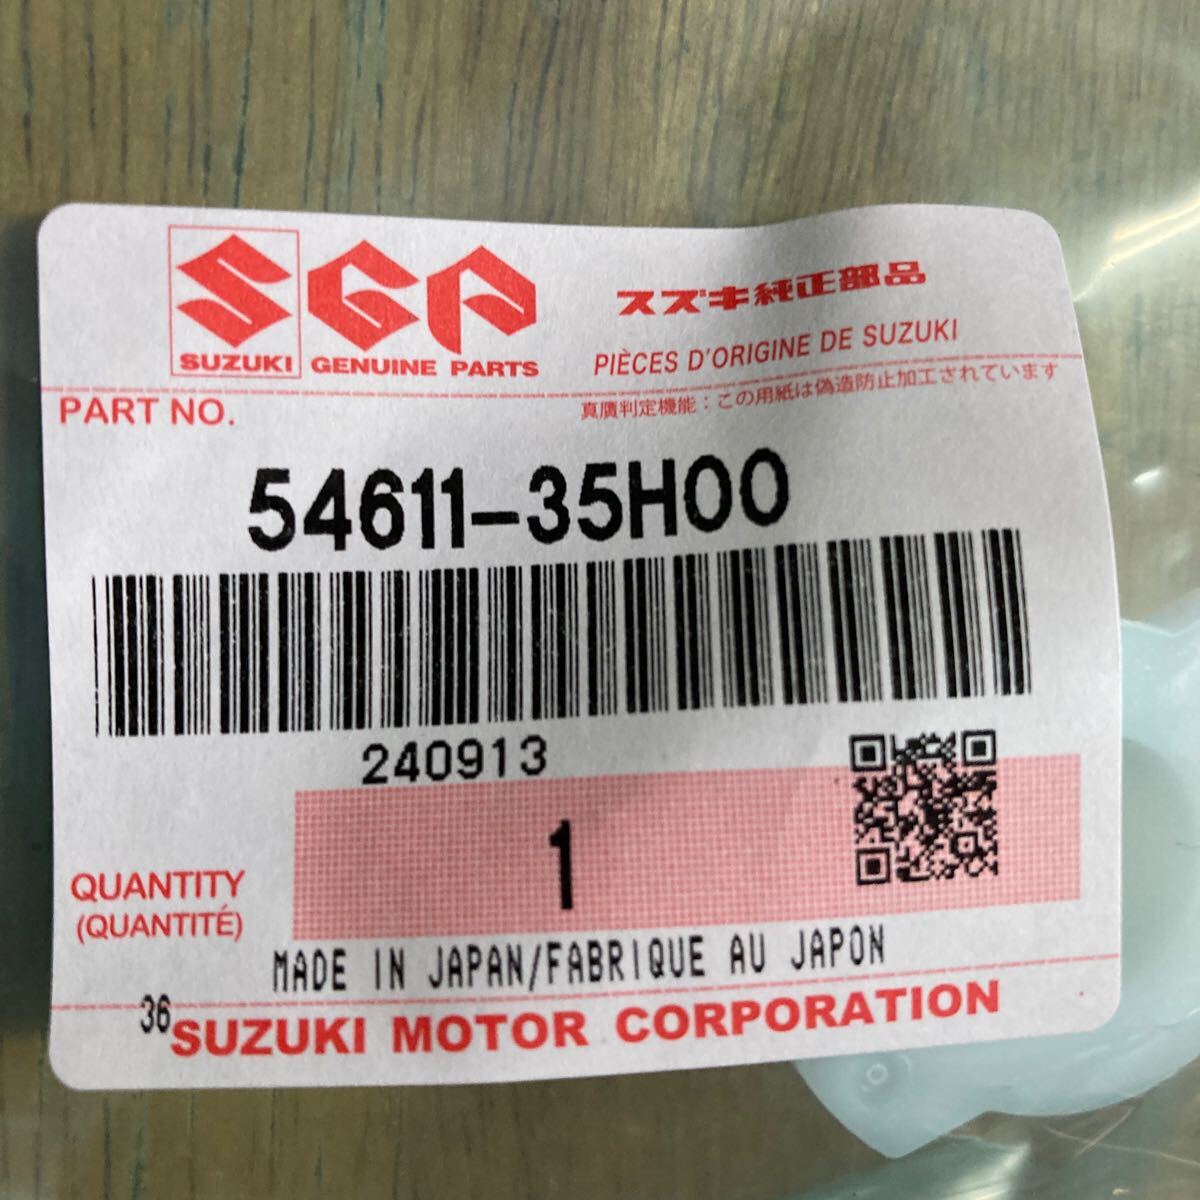 SGP
SUZUKI GENUINE PARTS
スズキ純正部品
PIÈCES D'ORIGINE DE SUZUKI
PART NO.
真贋判定機能：この用紙は偽造防止加工されています
54611-35H00
240913
1
QUANTITY
(QUANTITÉ)
MADE IN JAPAN/FABRIQUE AU JAPON
36
SUZUKI MOTOR CORPORATION